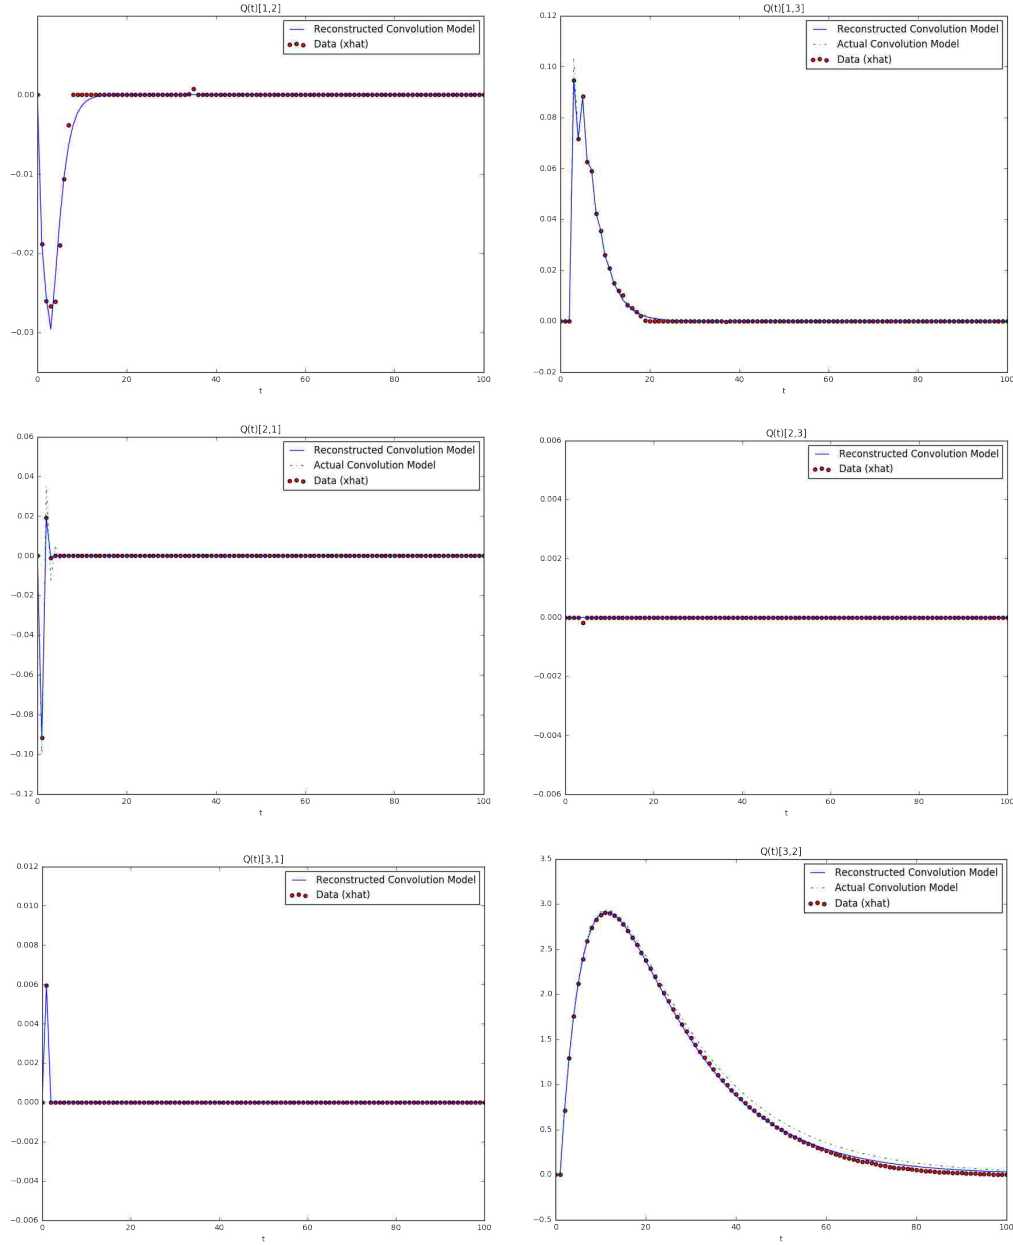 Q(t)[1,2]
Reconstructed Convolution Model
Data (xhat)
0.00
−0.01
−0.02
−0.03
0 20 40 60 80 100
t
Q(t)[1,3]
Reconstructed Convolution Model
Actual Convolution Model
Data (xhat)
0.12
0.10
0.08
0.06
0.04
0.02
0.00
−0.02
0 20 40 60 80 100
t
Q(t)[2,1]
Reconstructed Convolution Model
Actual Convolution Model
Data (xhat)
0.06
0.04
0.02
0.00
−0.02
−0.04
−0.06
−0.08
−0.10
−0.12
0 20 40 60 80 100
t
Q(t)[2,3]
Reconstructed Convolution Model
Data (xhat)
0.006
0.004
0.002
0.000
−0.002
−0.004
−0.006
0 20 40 60 80 100
t
Q(t)[3,1]
Reconstructed Convolution Model
Data (xhat)
0.012
0.010
0.008
0.006
0.004
0.002
0.000
−0.002
−0.004
−0.006
0 20 40 60 80 100
t
Q(t)[3,2]
Reconstructed Convolution Model
Actual Convolution Model
Data (xhat)
3.5
3.0
2.5
2.0
1.5
1.0
0.5
0.0
−0.5
0 20 40 60 80 100
t